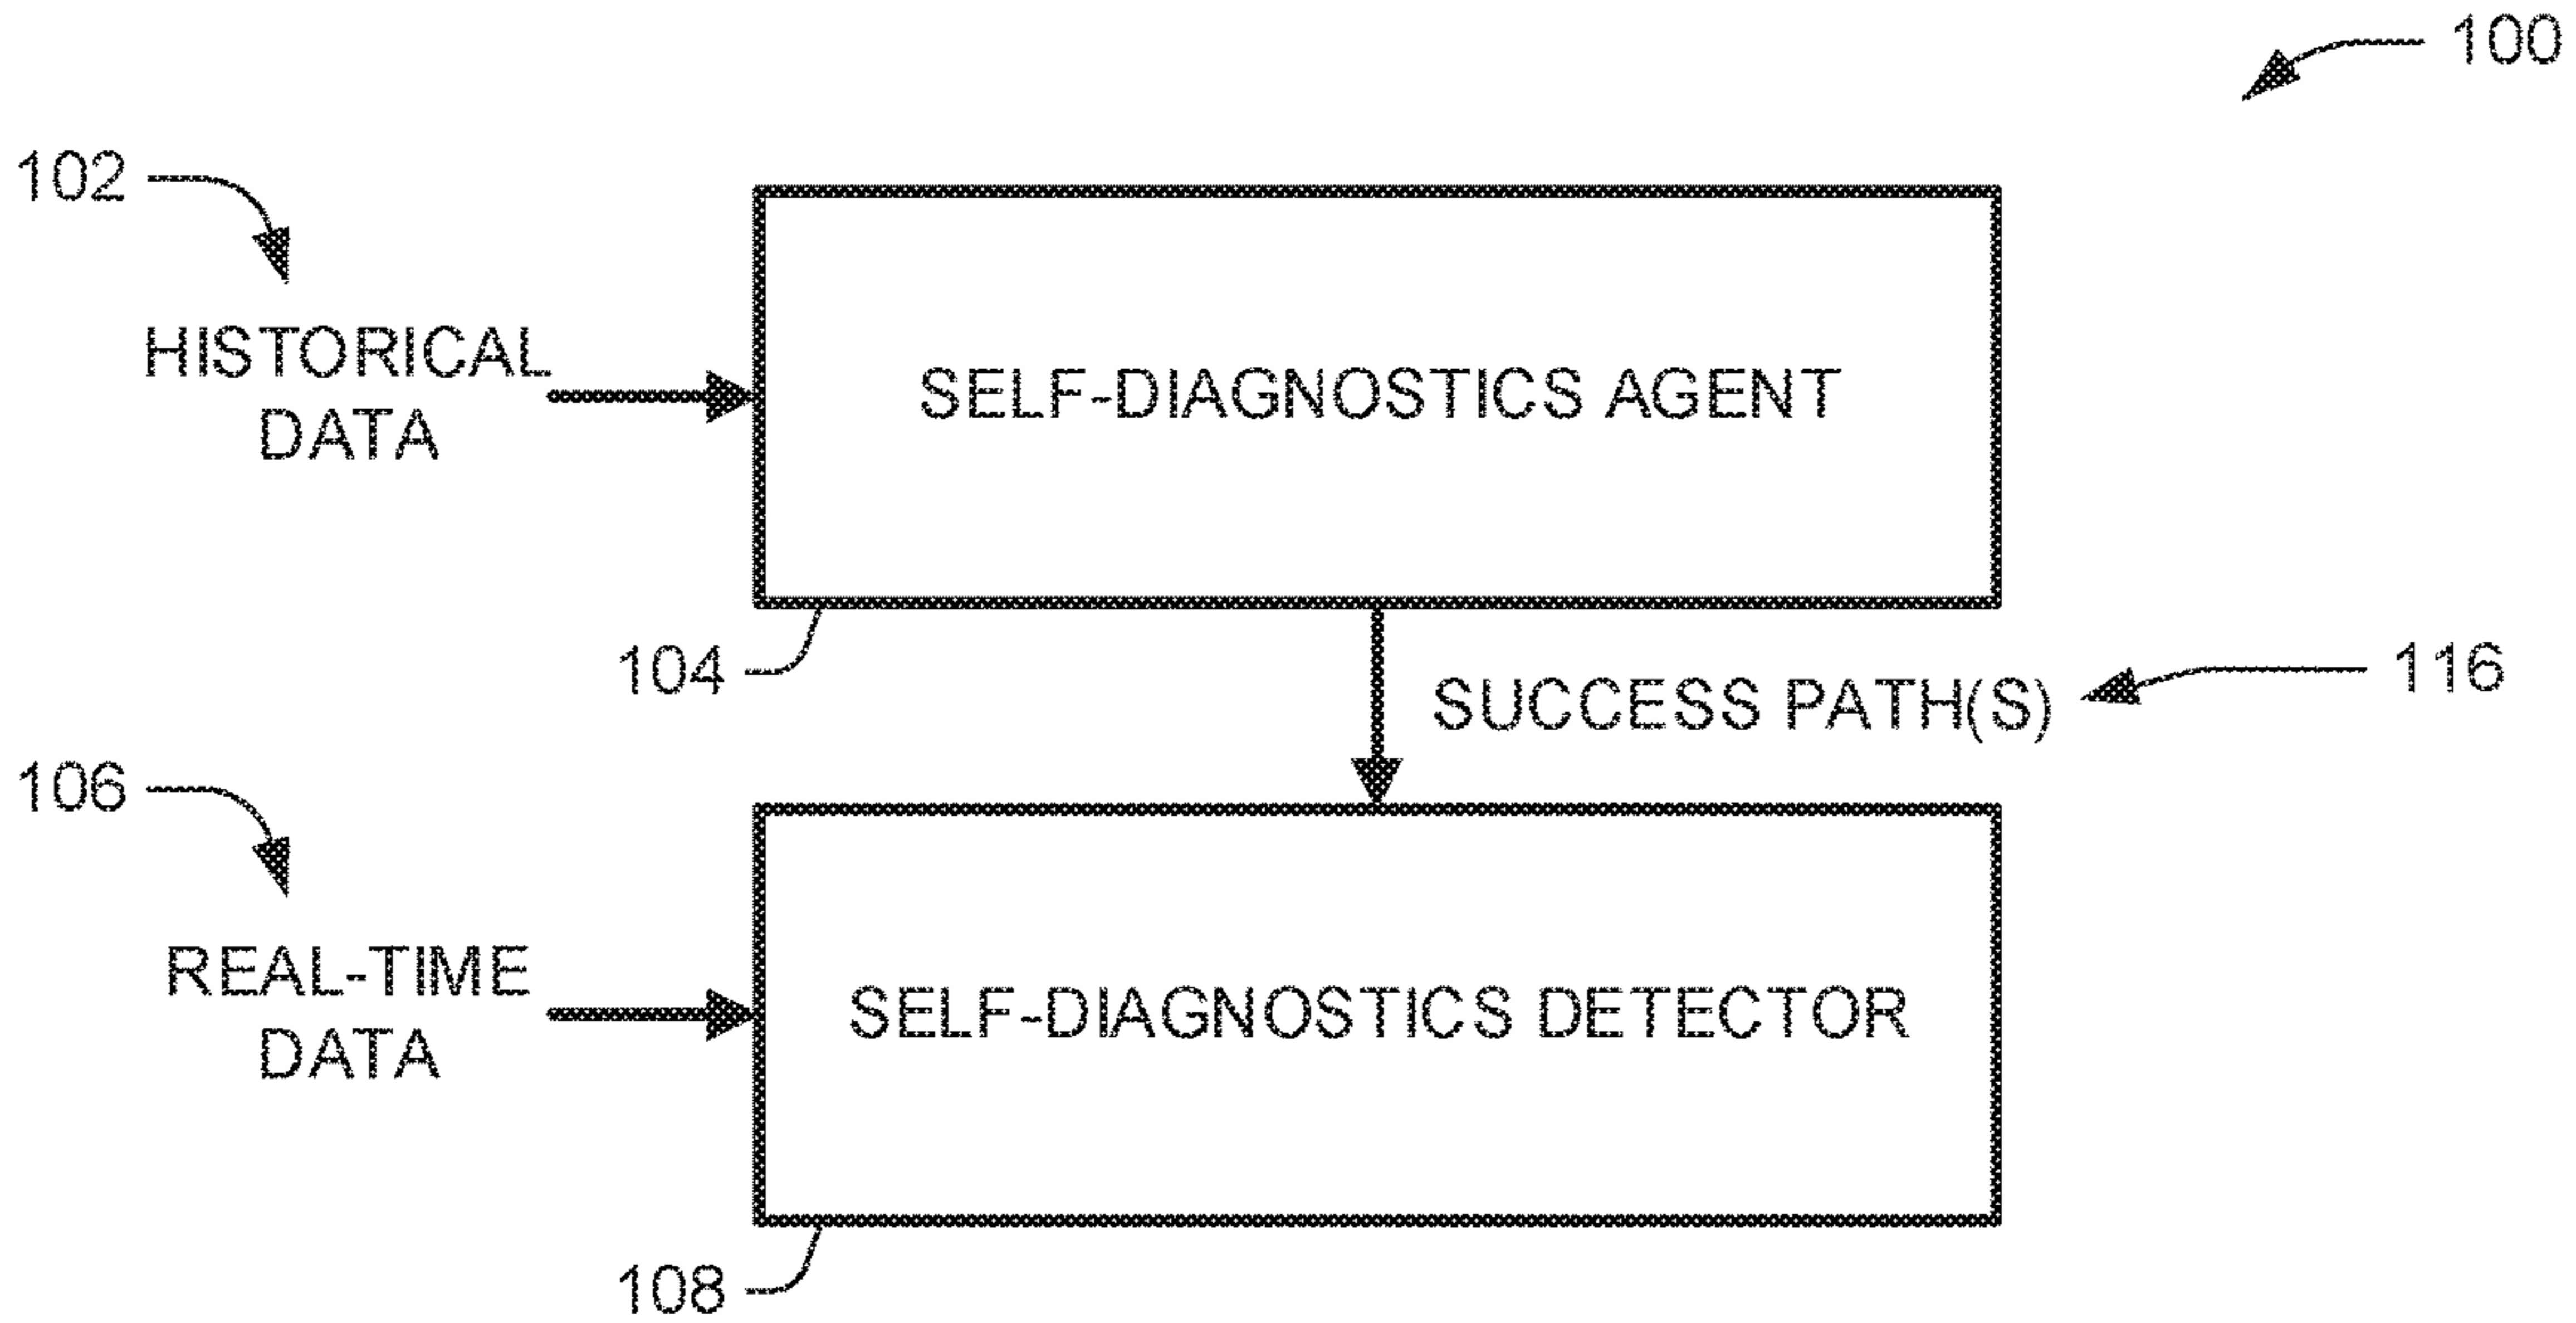 100
102
HISTORICAL
DATA
SELF-DIAGNOSTICS AGENT
104
SUCCESS PATH(S)
116
106
REAL-TIME
DATA
SELF-DIAGNOSTICS DETECTOR
108